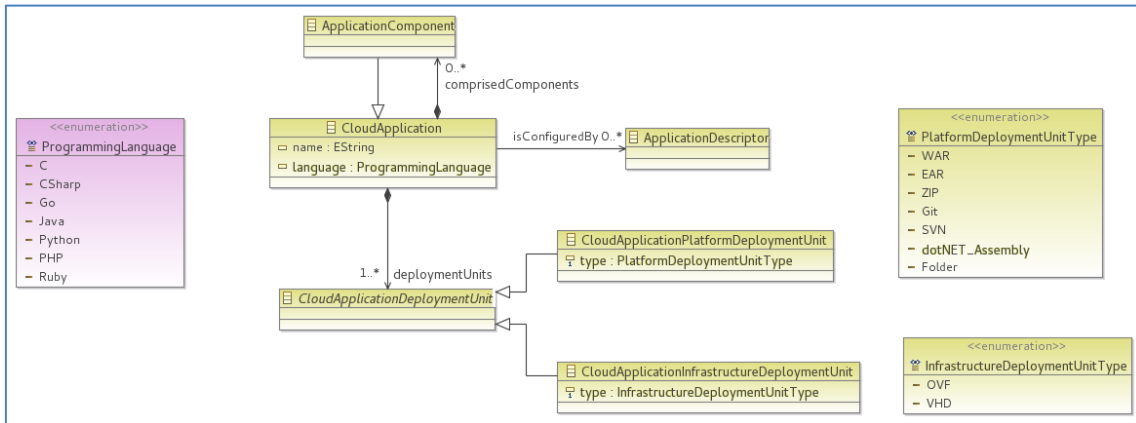 ApplicationComponent
0..*
comprisedComponents
<<enumeration>>
ProgrammingLanguage
C
CSharp
Go
Java
Python
PHP
Ruby
CloudApplication
name : EString
language : ProgrammingLanguage
isConfiguredBy 0..*
ApplicationDescriptor
<<enumeration>>
PlatformDeploymentUnitType
WAR
EAR
ZIP
Git
SVN
dotNET_Assembly
Folder
1..* deploymentUnits
CloudApplicationDeploymentUnit
CloudApplicationPlatformDeploymentUnit
type : PlatformDeploymentUnitType
CloudApplicationInfrastructureDeploymentUnit
type : InfrastructureDeploymentUnitType
<<enumeration>>
InfrastructureDeploymentUnitType
OVF
VHD